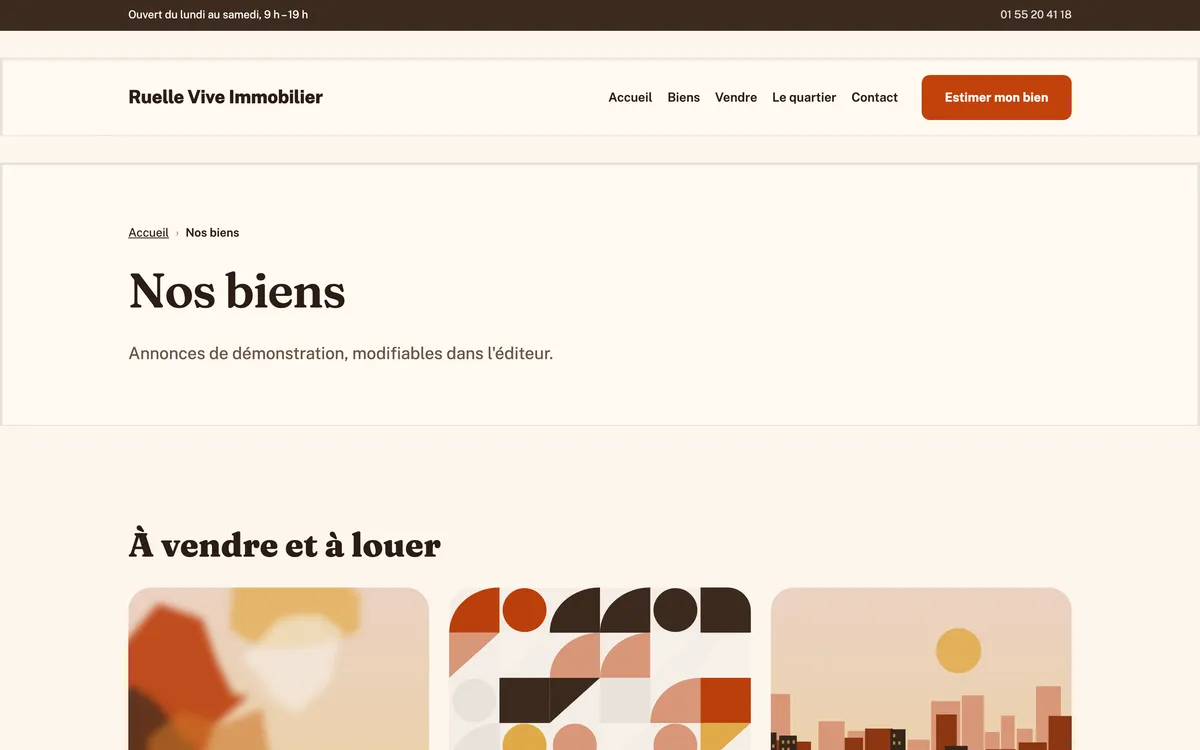 Ouvert du lundi au samedi, 9 h – 19 h
01 55 20 41 18
Ruelle Vive Immobilier
Accueil
Biens
Vendre
Le quartier
Contact
Estimer mon bien
Accueil › Nos biens
Nos biens
Annonces de démonstration, modifiables dans l'éditeur.
À vendre et à louer